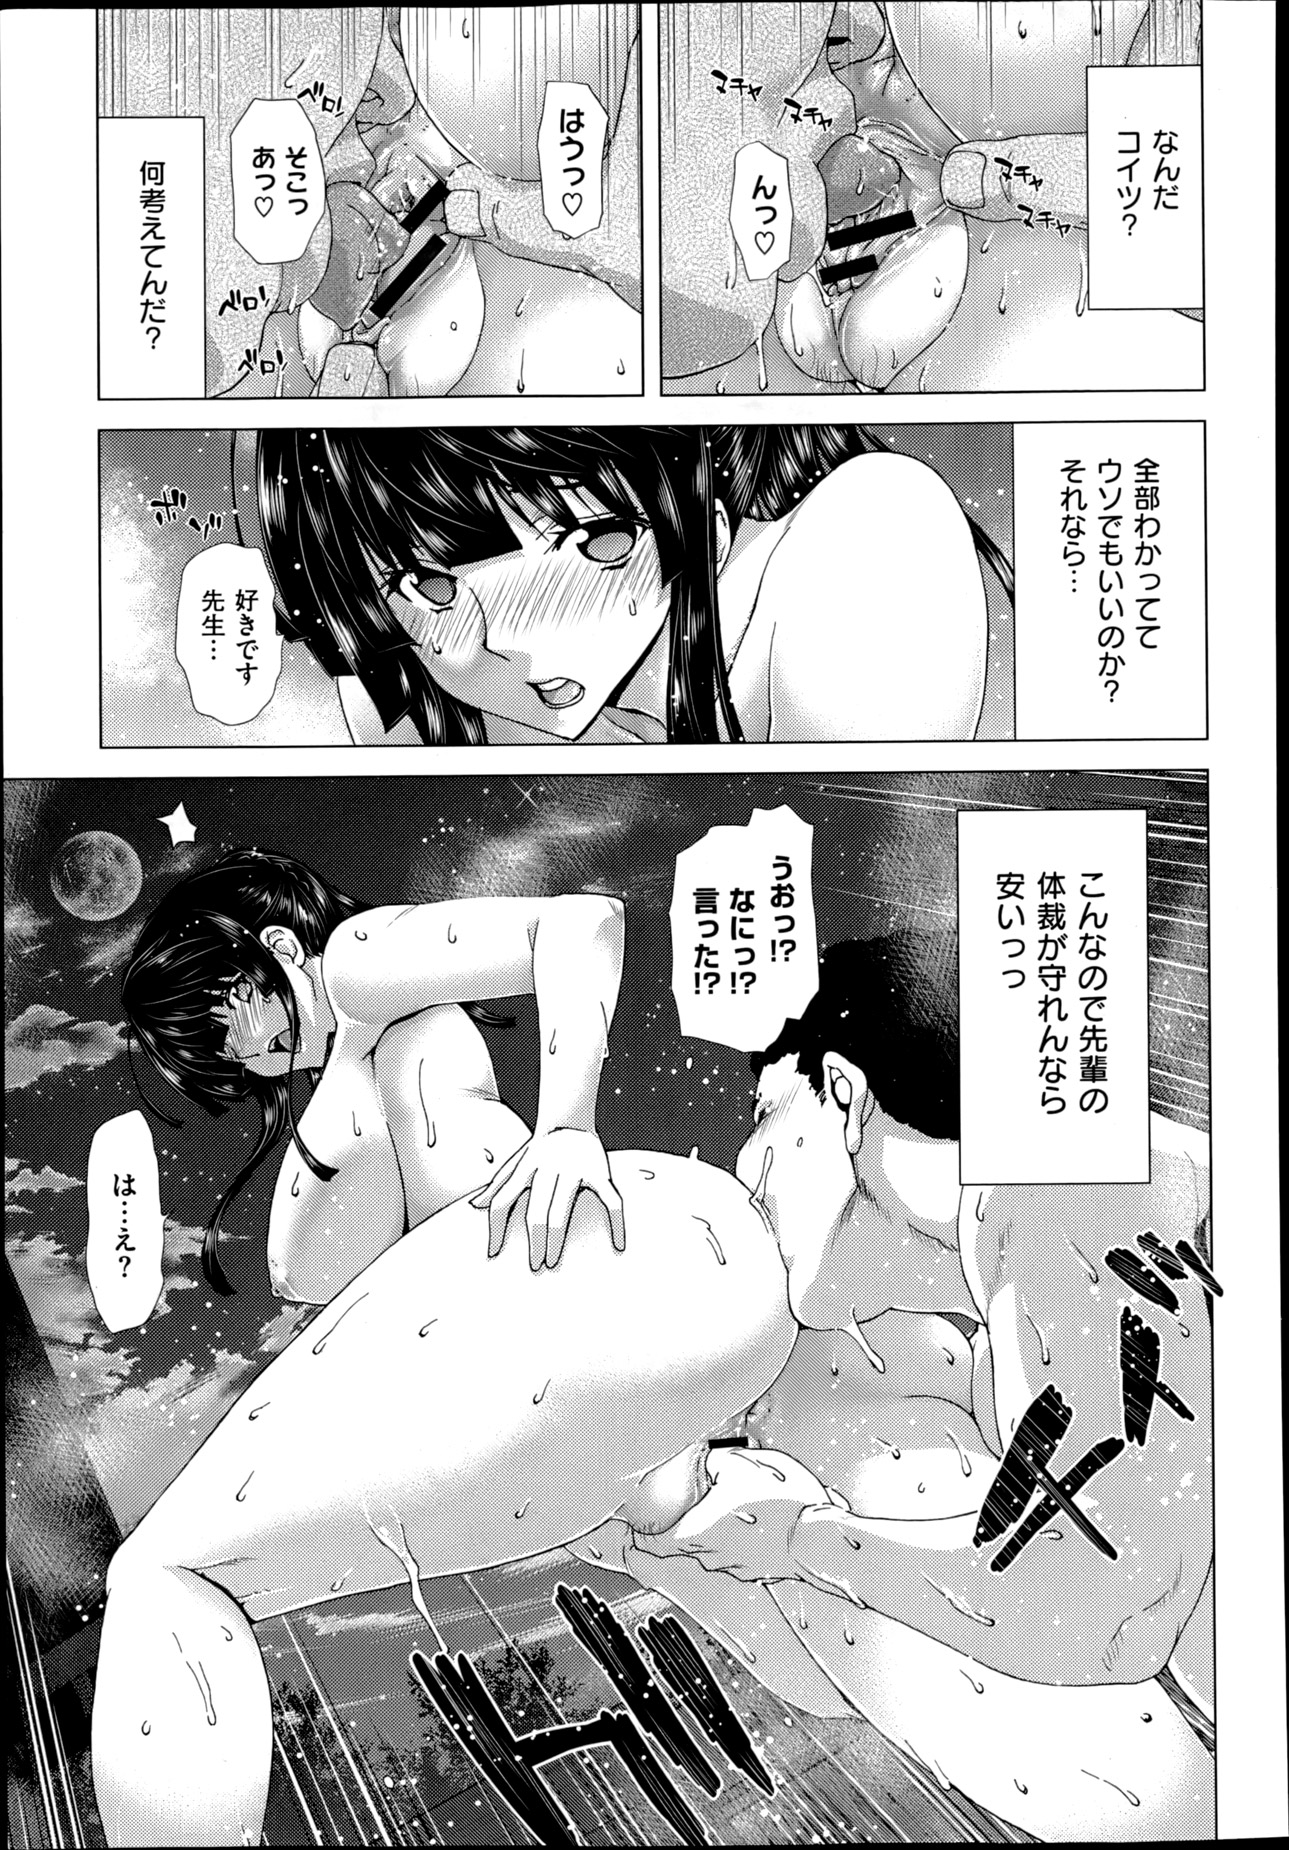 なんだ
コイツ?
ヌチャ
ヌチャ
ヌチャ
ヌチャ
んっ♡
はうっ♡
ベロ!
そこっ
あっ♡
ベロ!
ベロ!
何考えてんだ?
全部わかってて
ウソでもいいのか?
それなら…
ボソッ
好きです
先生…
こんなので先輩の
体裁が守れんなら
安いっっ
うおっ!?
なにっ!?
言った!?
は…え?